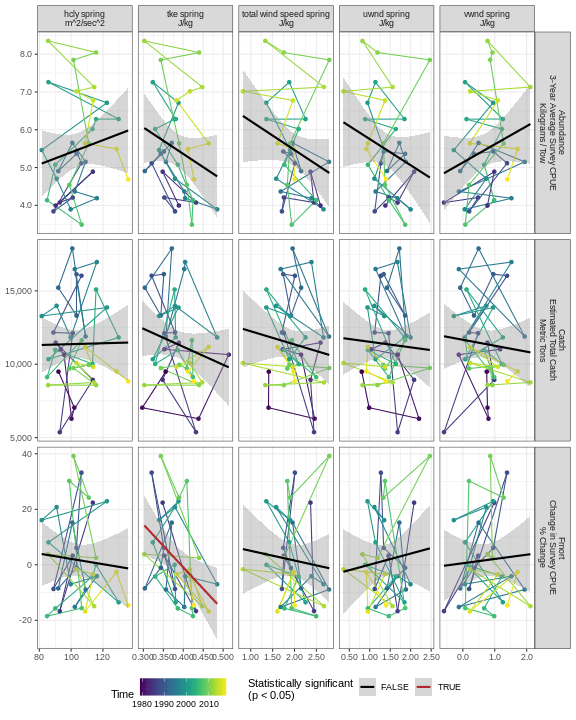 hcly spring
m^2/sec^2
tke spring
J/kg
total wind speed spring
J/kg
uwnd spring
J/kg
vwnd spring
J/kg
8.0
7.0
6.0
5.0
4.0
Abundance
3-Year Average Survey CPUE
Kilograms / Tow
15,000
10,000
5,000
Catch
Estimated Total Catch
Metric Tons
40
20
0
-20
Fmort
Change in Survey CPUE
% Change
80 100 120
0.300 0.350 0.400 0.450 0.500
1.00 1.50 2.00 2.50
0.50 1.00 1.50 2.00 2.50
0.0 1.0 2.0
Time
1980 1990 2000 2010
Statistically significant
(p < 0.05)
FALSE
TRUE